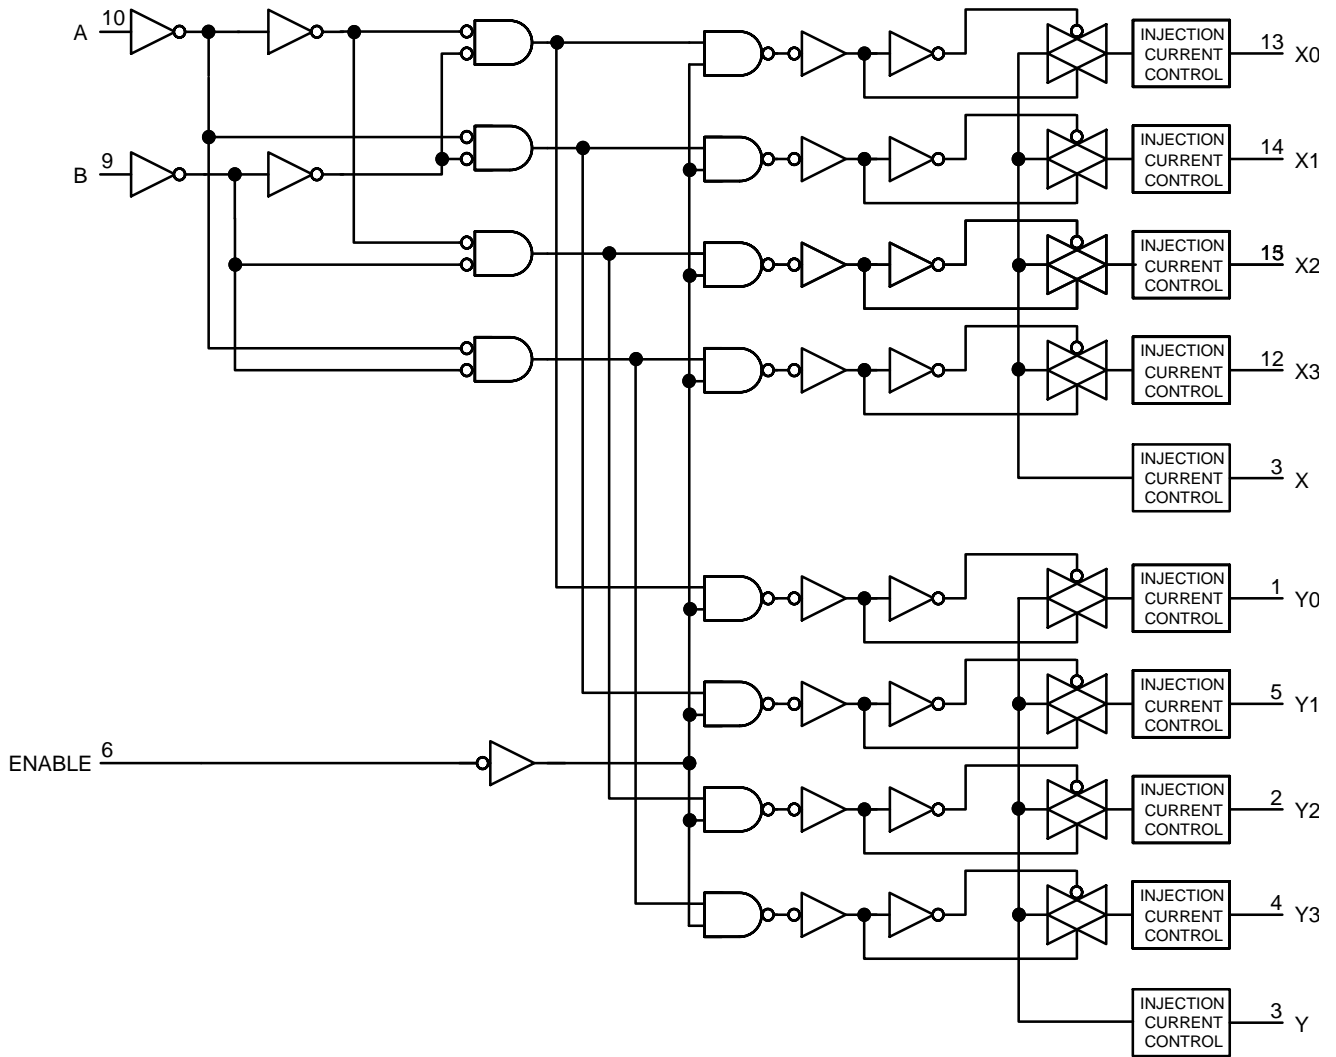 A 10
INJECTION
CURRENT
CONTROL
13 X0
B 9
INJECTION
CURRENT
CONTROL
14 X1
INJECTION
CURRENT
CONTROL
X2
INJECTION
CURRENT
CONTROL
12 X3
INJECTION
CURRENT
CONTROL
3 X
INJECTION
CURRENT
CONTROL
1 Y0
INJECTION
CURRENT
CONTROL
5 Y1
ENABLE 6
INJECTION
CURRENT
CONTROL
2 Y2
INJECTION
CURRENT
CONTROL
4 Y3
INJECTION
CURRENT
CONTROL
3 Y